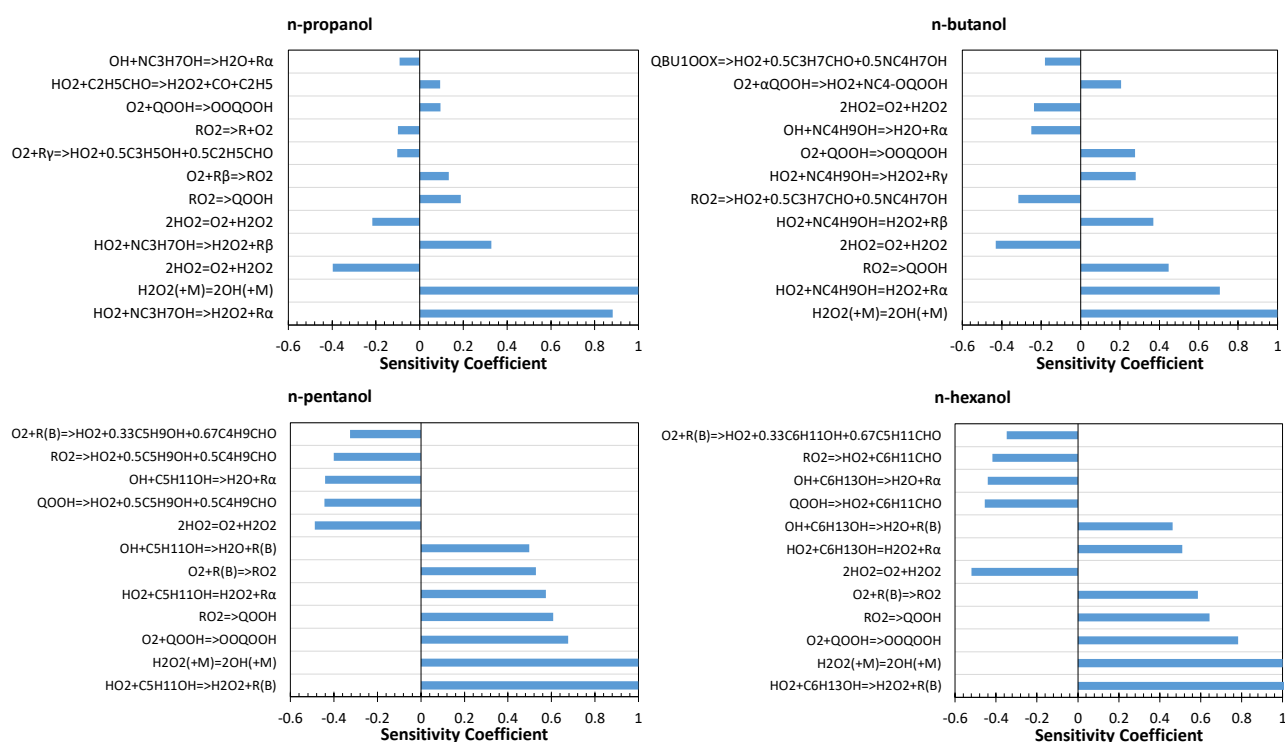 n-propanol
OH+NC3H7OH=>H2O+Rα
HO2+C2H5CHO=>H2O2+CO+C2H5
O2+QOOH=>OOQOOH
RO2=>R+O2
O2+Rγ=>HO2+0.5C3H5OH+0.5C2H5CHO
O2+Rβ=>RO2
RO2=>QOOH
2HO2=O2+H2O2
HO2+NC3H7OH=>H2O2+Rβ
2HO2=O2+H2O2
H2O2(+M)=2OH(+M)
HO2+NC3H7OH=>H2O2+Rα
-0.6 -0.4 -0.2 0 0.2 0.4 0.6 0.8 1
Sensitivity Coefficient
n-butanol
QBU1OOX=>HO2+0.5C3H7CHO+0.5NC4H7OH
O2+αQOOH=>HO2+NC4-OQOOH
2HO2=O2+H2O2
OH+NC4H9OH=>H2O+Rα
O2+QOOH=>OOQOOH
HO2+NC4H9OH=>H2O2+Rγ
RO2=>HO2+0.5C3H7CHO+0.5NC4H7OH
HO2+NC4H9OH=H2O2+Rβ
2HO2=O2+H2O2
RO2=>QOOH
HO2+NC4H9OH=H2O2+Rα
H2O2(+M)=2OH(+M)
-0.6 -0.4 -0.2 0 0.2 0.4 0.6 0.8 1
Sensitivity Coefficient
n-pentanol
O2+R(B)=>HO2+0.33C5H9OH+0.67C4H9CHO
RO2=>HO2+0.5C5H9OH+0.5C4H9CHO
OH+C5H11OH=>H2O+Rα
QOOH=>HO2+0.5C5H9OH+0.5C4H9CHO
2HO2=O2+H2O2
OH+C5H11OH=>H2O+R(B)
O2+R(B)=>RO2
HO2+C5H11OH=H2O2+Rα
RO2=>QOOH
O2+QOOH=>OOQOOH
H2O2(+M)=2OH(+M)
HO2+C5H11OH=>H2O2+R(B)
-0.6 -0.4 -0.2 0 0.2 0.4 0.6 0.8 1
Sensitivity Coefficient
n-hexanol
O2+R(B)=>HO2+0.33C6H11OH+0.67C5H11CHO
RO2=>HO2+C6H11CHO
OH+C6H13OH=>H2O+Rα
QOOH=>HO2+C6H11CHO
OH+C6H13OH=>H2O+R(B)
HO2+C6H13OH=H2O2+Rα
2HO2=O2+H2O2
O2+R(B)=>RO2
RO2=>QOOH
O2+QOOH=>OOQOOH
H2O2(+M)=2OH(+M)
HO2+C6H13OH=>H2O2+R(B)
-0.6 -0.4 -0.2 0 0.2 0.4 0.6 0.8 1
Sensitivity Coefficient